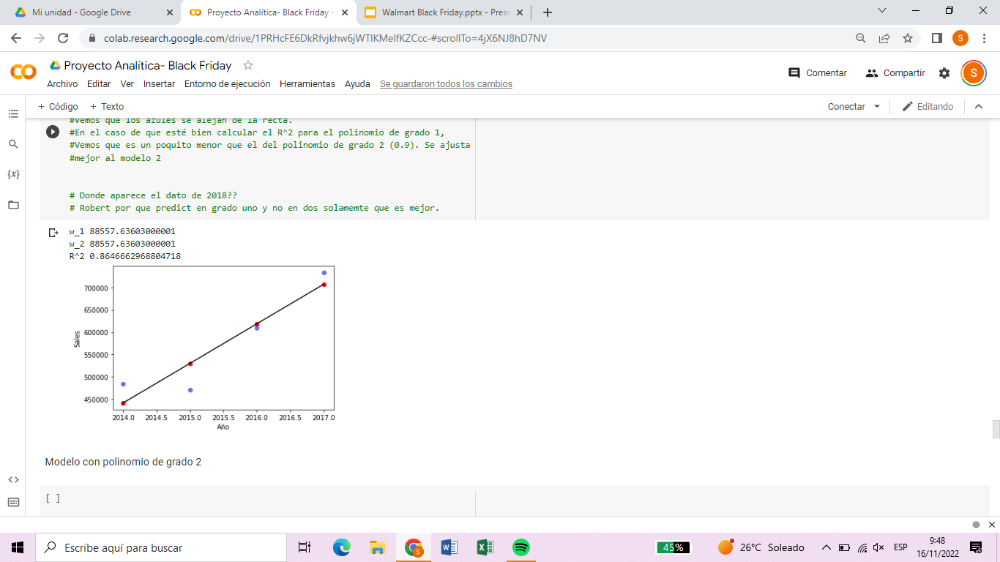 Mi unidad - Google Drive
Proyecto Analítica- Black Friday -
Walmart Black Friday.pptx - Prese
colab.research.google.com/drive/1PRHcFE6DkRfvjkhw6jWTIKMeIfKZCcc-#scrollTo=4jX6NJ8hD7NV
S
Proyecto Analítica- Black Friday
Archivo Editar Ver Insertar Entorno de ejecución Herramientas Ayuda Se guardaron todos los cambios
Comentar Compartir S
+ Código + Texto
Conectar Editando
#Vemos que los azules se alejan de la recta.
#En el caso de que esté bien calcular el R^2 para el polinomio de grado 1,
#Vemos que es un poquito menor que el del polinomio de grado 2 (0.9). Se ajusta
#mejor al modelo 2
# Donde aparece el dato de 2018??
# Robert por que predict en grado uno y no en dos solamemte que es mejor.
{x}
w_1 88557.63603000001
w_2 88557.63603000001
R^2 0.8646662968804718
700000
650000
600000
550000
500000
450000
Sales
2014.0 2014.5 2015.0 2015.5 2016.0 2016.5 2017.0
Año
Modelo con polinomio de grado 2
[ ]
Escribe aquí para buscar
S
45%
26°C Soleado
ESP
9:48
16/11/2022